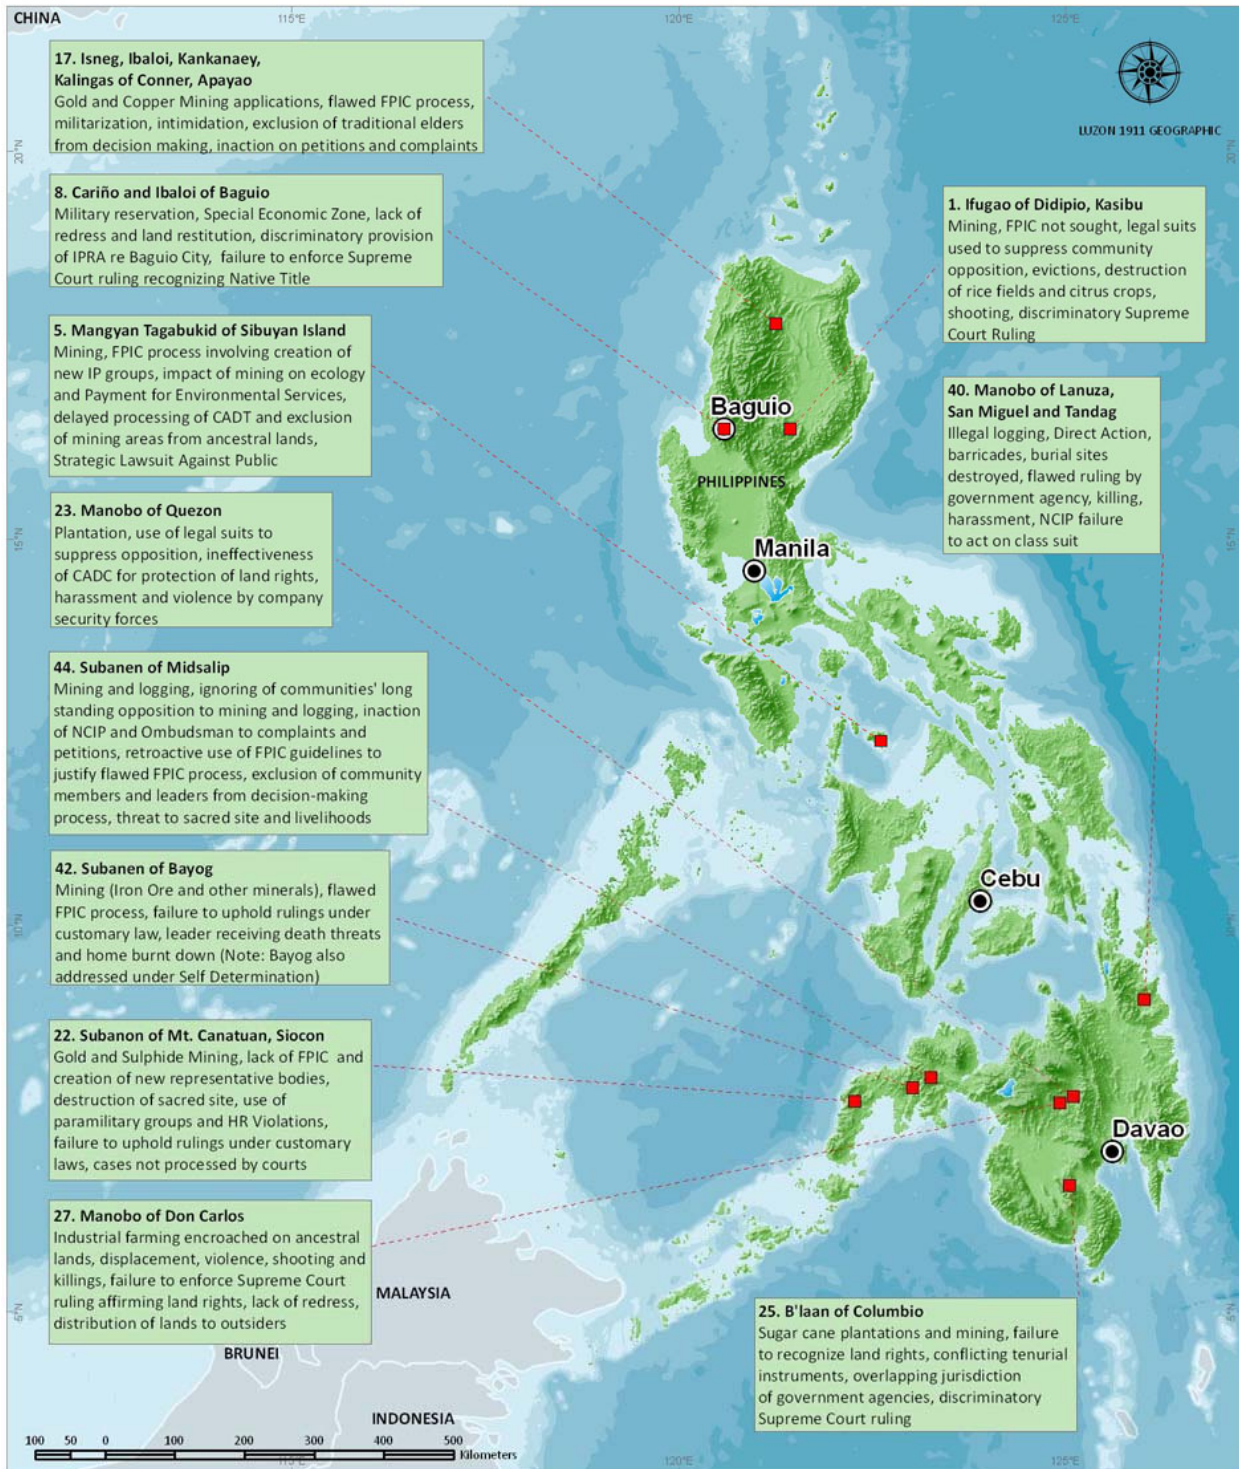 CHINA
115°E
120°E
125°E
17. Isneg, Ibaloi, Kankanaey,
Kalingas of Conner, Apayao
Gold and Copper Mining applications, flawed FPIC process,
militarization, intimidation, exclusion of traditional elders
from decision making, inaction on petitions and complaints
LUZON 1911 GEOGRAPHIC
20°N
20°N
8. Cariño and Ibaloi of Baguio
Military reservation, Special Economic Zone, lack of
redress and land restitution, discriminatory provision
of IPRA re Baguio City, failure to enforce Supreme
Court ruling recognizing Native Title
1. Ifugao of Didipio, Kasibu
Mining, FPIC not sought, legal suits
used to suppress community
opposition, evictions, destruction
of rice fields and citrus crops,
shooting, discriminatory Supreme
Court Ruling
5. Mangyan Tagabukid of Sibuyan Island
Mining, FPIC process involving creation of
new IP groups, impact of mining on ecology
and Payment for Environmental Services,
delayed processing of CADT and exclusion
of mining areas from ancestral lands,
Strategic Lawsuit Against Public
40. Manobo of Lanuza,
San Miguel and Tandag
Illegal logging, Direct Action,
barricades, burial sites
destroyed, flawed ruling by
government agency, killing,
harassment, NCIP failure
to act on class suit
Baguio
PHILIPPINES
23. Manobo of Quezon
Plantation, use of legal suits to
suppress opposition, ineffectiveness
of CADC for protection of land rights,
harassment and violence by company
security forces
15°N
15°N
Manila
44. Subanen of Midsalip
Mining and logging, ignoring of communities' long
standing opposition to mining and logging, inaction
of NCIP and Ombudsman to complaints and
petitions, retroactive use of FPIC guidelines to
justify flawed FPIC process, exclusion of community
members and leaders from decision-making
process, threat to sacred site and livelihoods
42. Subanen of Bayog
Mining (Iron Ore and other minerals), flawed
FPIC process, failure to uphold rulings under
customary law, leader receiving death threats
and home burnt down (Note: Bayog also
addressed under Self Determination)
Cebu
10°N
10°N
22. Subanon of Mt. Canatuan, Siocon
Gold and Sulphide Mining, lack of FPIC and
creation of new representative bodies,
destruction of sacred site, use of
paramilitary groups and HR Violations,
failure to uphold rulings under customary
laws, cases not processed by courts
Davao
27. Manobo of Don Carlos
Industrial farming encroached on ancestral
lands, displacement, violence, shooting and
killings, failure to enforce Supreme Court
ruling affirming land rights, lack of redress,
distribution of lands to outsiders
MALAYSIA
5°N
5°N
25. B'laan of Columbio
Sugar cane plantations and mining, failure
to recognize land rights, conflicting tenurial
instruments, overlapping jurisdiction
of government agencies, discriminatory
Supreme Court ruling
BRUNEI
INDONESIA
100 50 0 100 200 300 400 500
Kilometers
115°E
120°E
125°E